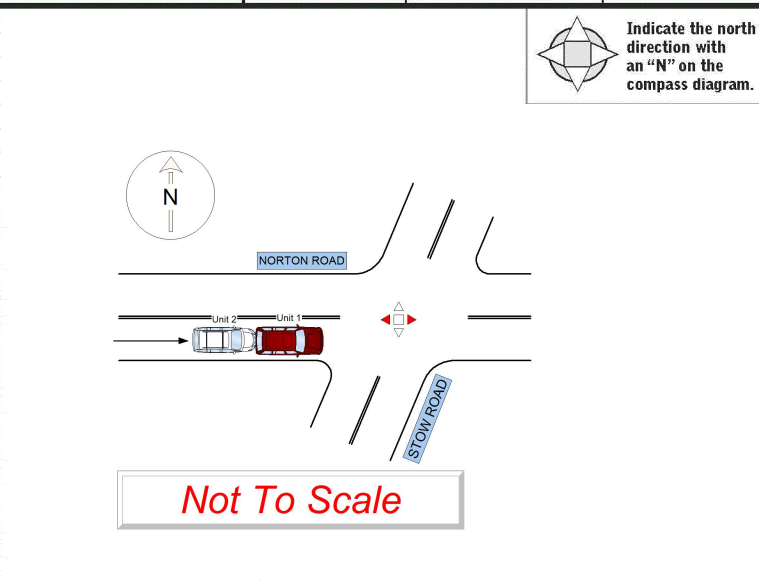 Indicate the north
direction with
an “N” on the
compass diagram.
N
NORTON ROAD
Unit 2
Unit 1
STOW ROAD
Not To Scale